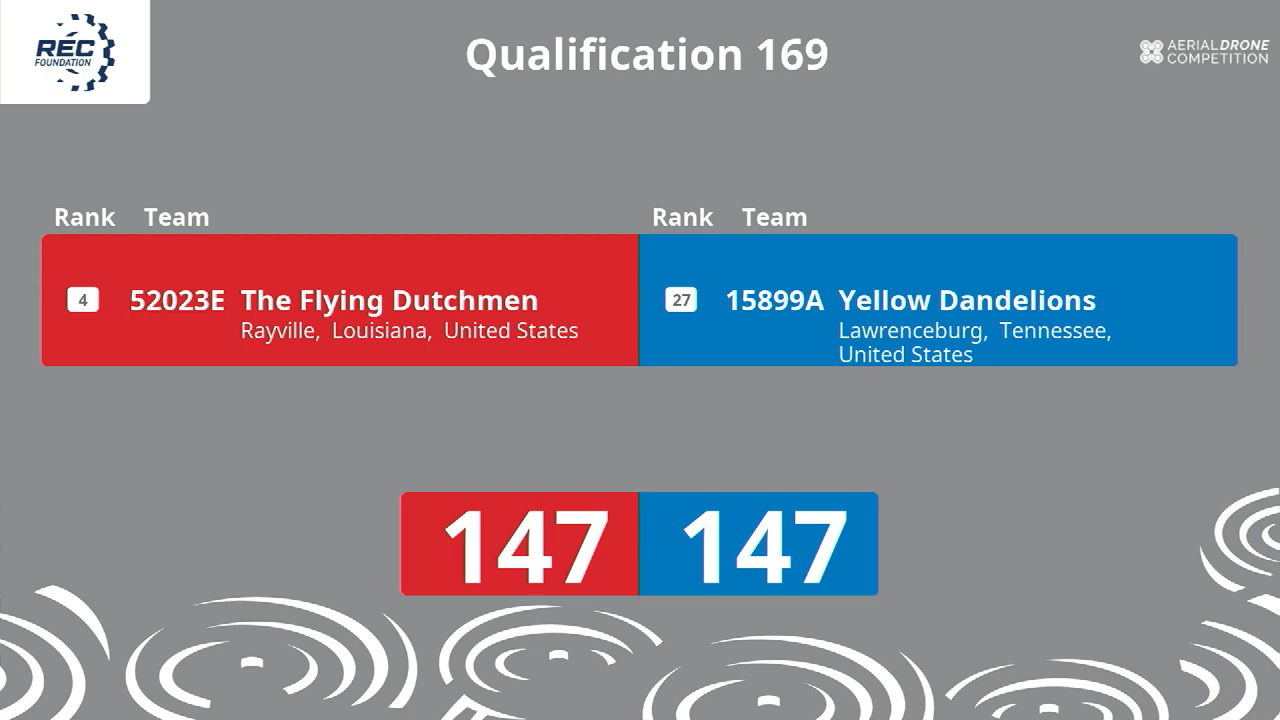 REC
FOUNDATION
Qualification 169
AERIALDRONE
COMPETITION
Rank Team
4 52023E The Flying Dutchmen
Rayville, Louisiana, United States
Rank Team
27 15899A Yellow Dandelions
Lawrenceburg, Tennessee,
United States
147 147